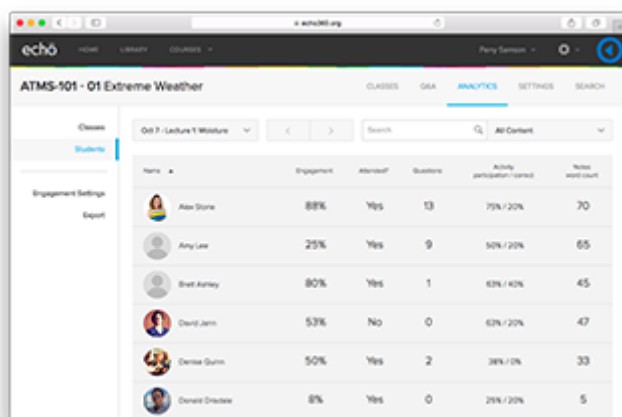 echo360.org
echo HOME LIBRARY COURSES Perry Samson
ATMS-101 - 01 Extreme Weather CLASSES Q&A ANALYTICS SETTINGS SEARCH
Classes Oct 7 - Lecture 1: Moisture Search All Content
Students
Name Engagement Attended? Questions Activity participation / correct Notes word count
Engagement Settings
Export
Alex Stone 88% Yes 13 75% / 20% 70
Amy Lee 25% Yes 9 50% / 20% 65
Brett Ashley 80% Yes 1 63% / 40% 45
David Jann 53% No 0 63% / 20% 47
Denise Quinn 50% Yes 2 38% / 0% 33
Donald Drisdale 8% Yes 0 25% / 20% 5